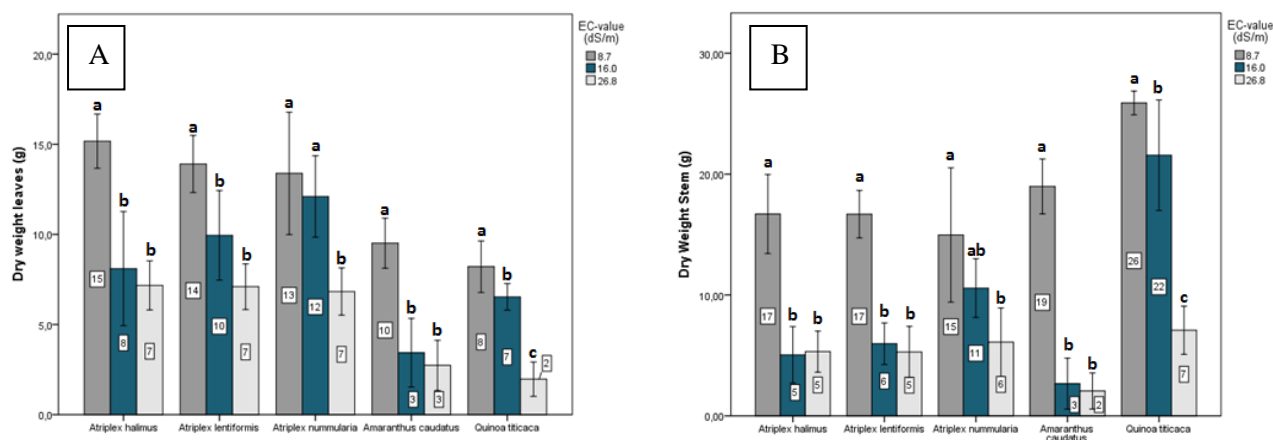 A
EC-value
(dS/m)
8.7
16.0
26.8
Dry weight leaves (g)
20,0
15,0
10,0
5,0
0,0
a b b
a b b
a a b
a b b
a b c
15 8 7
14 10 7
13 12 7
10 3 3
8 7 2
Atriplex halimus
Atriplex lentiformis
Atriplex nummularia
Amaranthus caudatus
Quinoa titicaca
B
EC-value
(dS/m)
8.7
16.0
26.8
Dry Weight Stem (g)
30,00
20,00
10,00
,00
a b b
a b b
a ab b
a b b
a b c
17 5 5
17 6 5
15 11 6
19 3 2
26 22 7
Atriplex halimus
Atriplex lentiformis
Atriplex nummularia
Amaranthus
caudatus
Quinoa titicaca